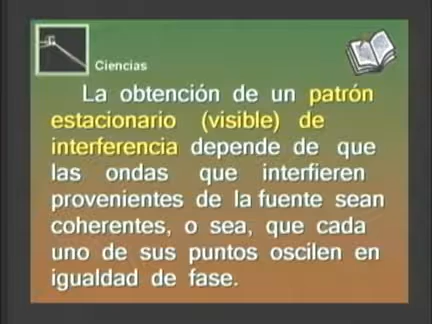 Ciencias
La obtención de un patrón
estacionario (visible) de
interferencia depende de que
las ondas que interfieren
provenientes de la fuente sean
coherentes, o sea, que cada
uno de sus puntos oscilen en
igualdad de fase.